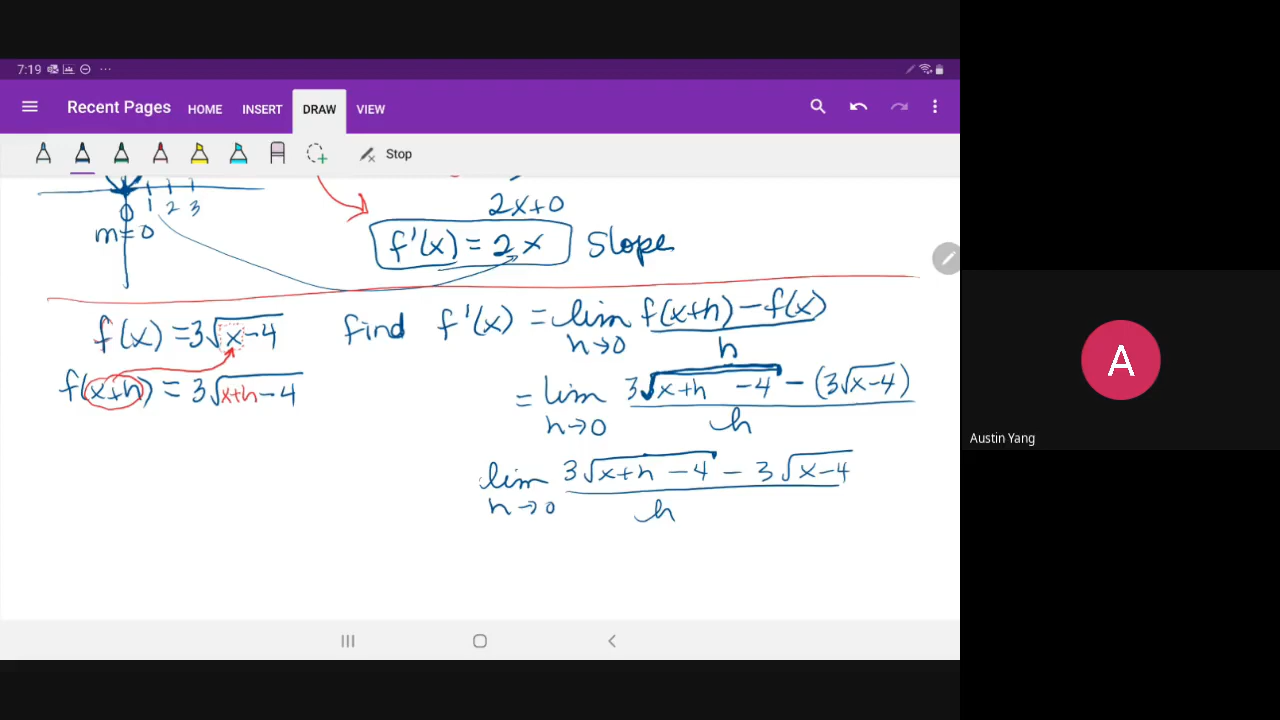 7:19
Recent Pages HOME INSERT DRAW VIEW
Stop
0 1 2 3
m=0
2x+0
f'(x) = 2x Slope
f(x) = 3√x-4 find f'(x) = lim h→0 f(x+h) - f(x) / h
f(x+h) = 3√x+h-4
= lim h→0 3√x+h -4 - (3√x-4) / h
lim h→0 3√x+h -4 - 3√x-4 / h
A
Austin Yang